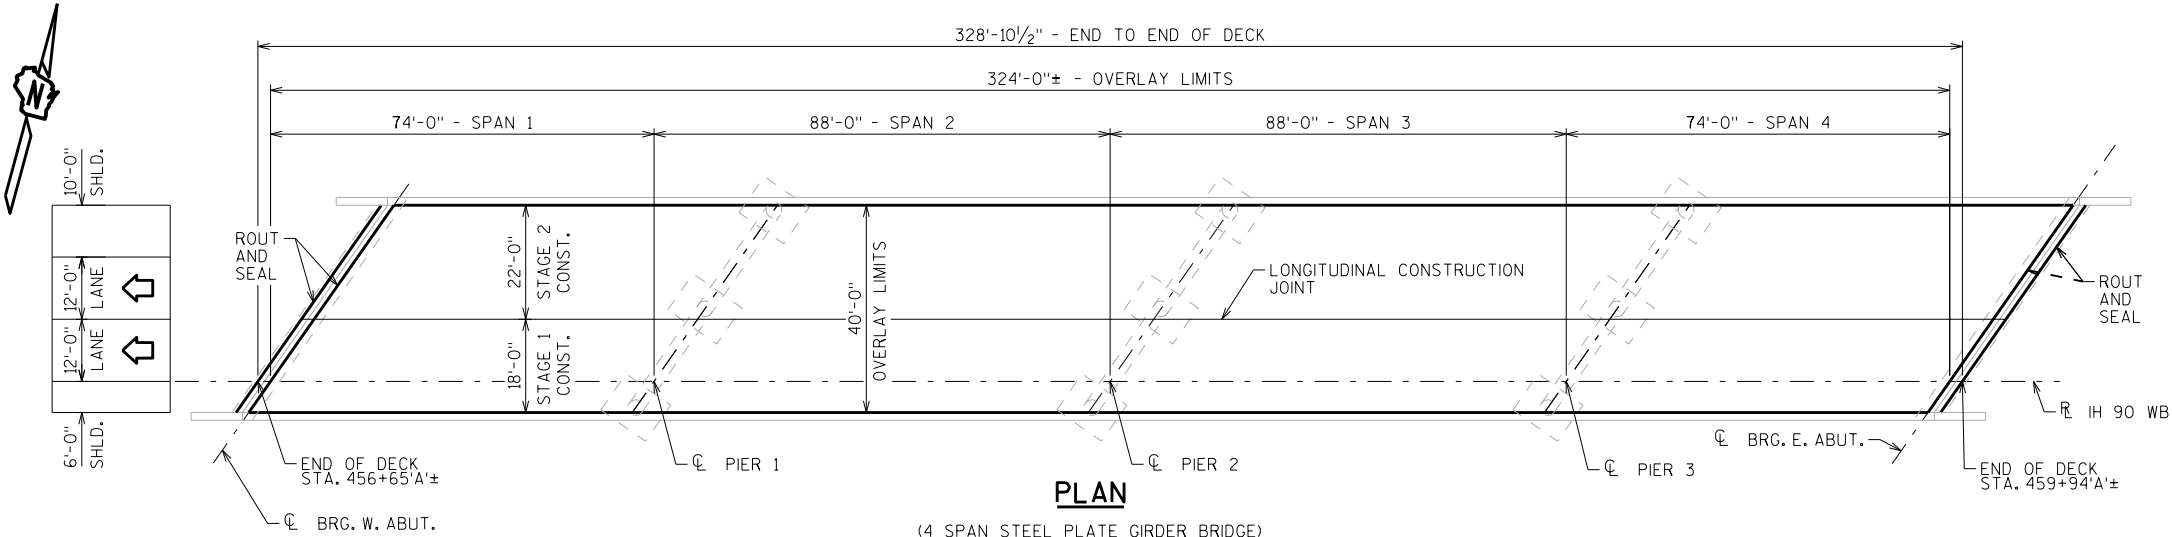 328'-10 1/2" - END TO END OF DECK
324'-0"± - OVERLAY LIMITS
74'-0" - SPAN 1
88'-0" - SPAN 2
88'-0" - SPAN 3
74'-0" - SPAN 4
N
10'-0"
SHLD.
12'-0"
LANE
12'-0"
LANE
6'-0"
SHLD.
ROUT
AND
SEAL
22'-0"
STAGE 2
CONST.
18'-0"
STAGE 1
CONST.
40'-0"
OVERLAY LIMITS
LONGITUDINAL CONSTRUCTION
JOINT
ROUT
AND
SEAL
℄ PIER 1
℄ PIER 2
℄ PIER 3
℄ BRG. E. ABUT.
RL IH 90 WB
END OF DECK
STA. 456+65'A'±
END OF DECK
STA. 459+94'A'±
℄ BRG. W. ABUT.
PLAN
(4 SPAN STEEL PLATE GIRDER BRIDGE)